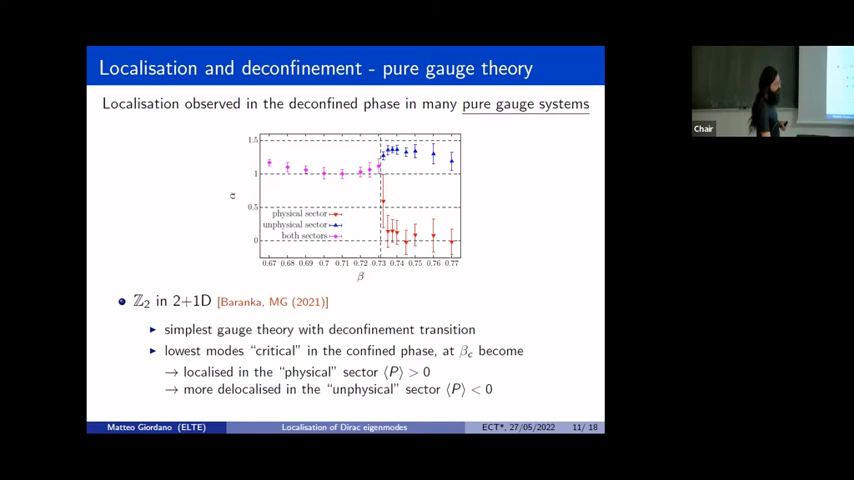 Localisation and deconfinement - pure gauge theory
Localisation observed in the deconfined phase in many pure gauge systems
1.5
1
0.5
0
α
physical sector
unphysical sector
both sectors
0.67 0.68 0.69 0.7 0.71 0.72 0.73 0.74 0.75 0.76 0.77
β
ℤ₂ in 2+1D [Baranka, MG (2021)]
simplest gauge theory with deconfinement transition
lowest modes “critical” in the confined phase, at βc become
→ localised in the “physical” sector ⟨P⟩ > 0
→ more delocalised in the “unphysical” sector ⟨P⟩ < 0
Matteo Giordano (ELTE) Localisation of Dirac eigenmodes ECT*, 27/05/2022 11/ 18
Chair